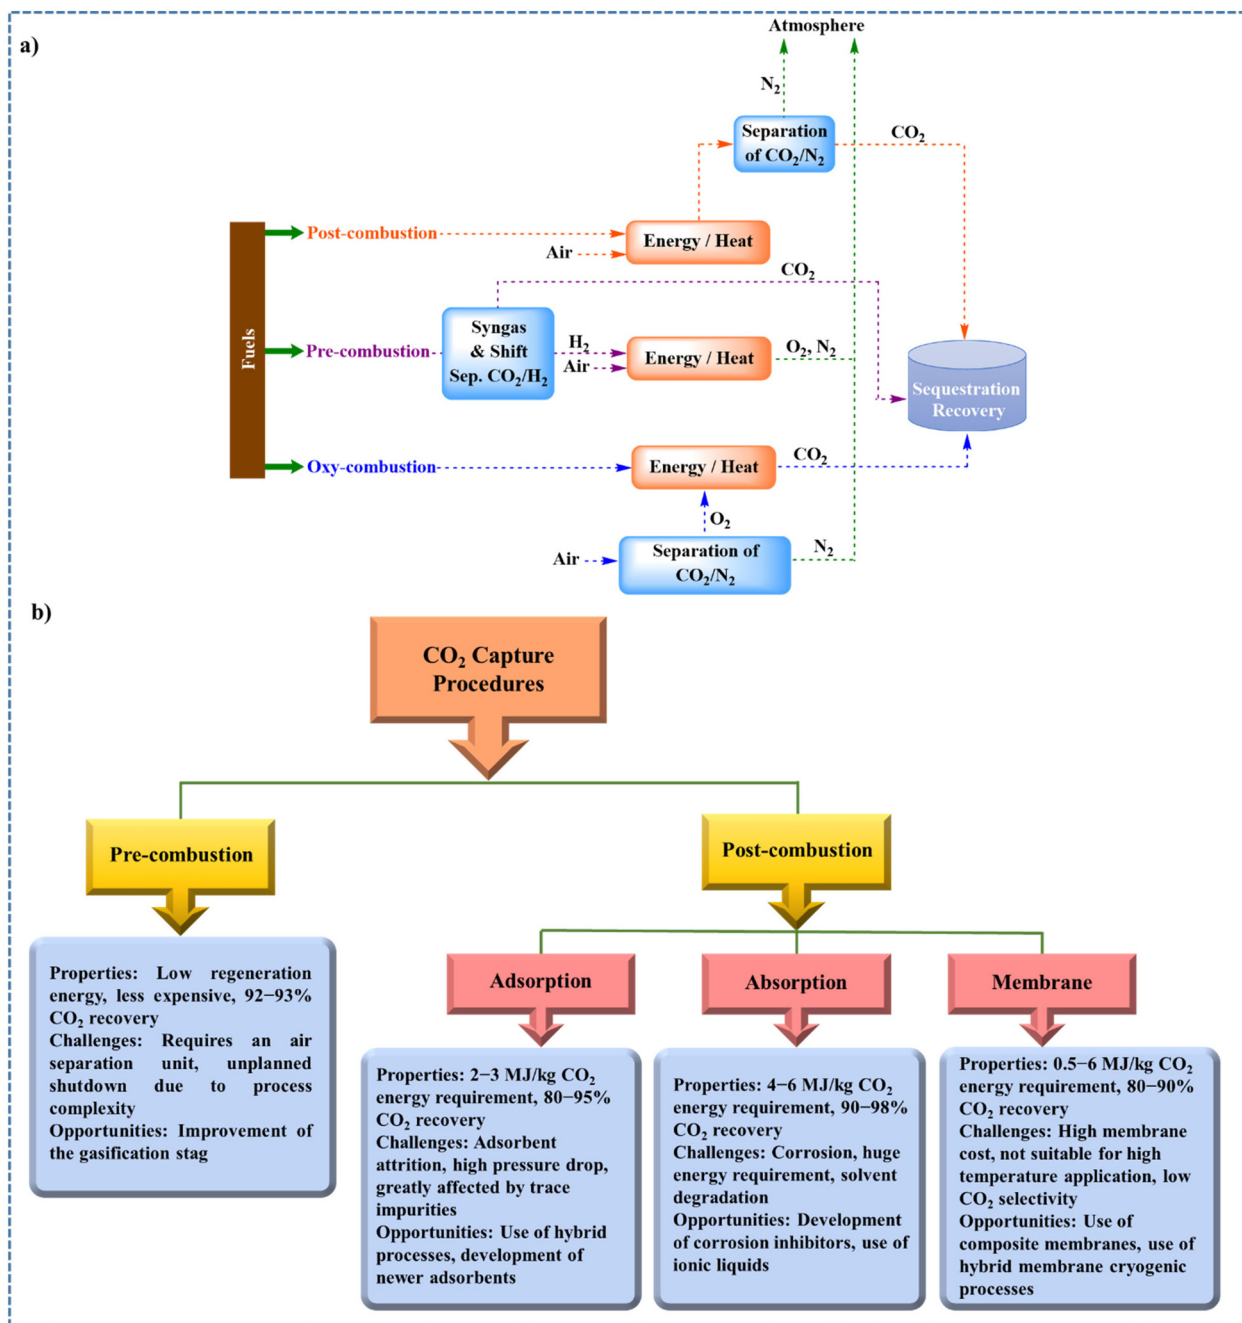 a)
Atmosphere
N₂
Separation
of CO₂/N₂
CO₂
Post-combustion
Air
Energy / Heat
CO₂
Fuels
Pre-combustion
Syngas
& Shift
Sep. CO₂/H₂
H₂
Air
Energy / Heat
O₂, N₂
Sequestration
Recovery
Oxy-combustion
Energy / Heat
CO₂
O₂
Air
Separation of
CO₂/N₂
N₂
b)
CO₂ Capture
Procedures
Pre-combustion
Properties: Low regeneration
energy, less expensive, 92–93%
CO₂ recovery
Challenges: Requires an air
separation unit, unplanned
shutdown due to process
complexity
Opportunities: Improvement of
the gasification stag
Post-combustion
Adsorption
Properties: 2–3 MJ/kg CO₂
energy requirement, 80–95%
CO₂ recovery
Challenges: Adsorbent
attrition, high pressure drop,
greatly affected by trace
impurities
Opportunities: Use of hybrid
processes, development of
newer adsorbents
Absorption
Properties: 4–6 MJ/kg CO₂
energy requirement, 90–98%
CO₂ recovery
Challenges: Corrosion, huge
energy requirement, solvent
degradation
Opportunities: Development
of corrosion inhibitors, use of
ionic liquids
Membrane
Properties: 0.5–6 MJ/kg CO₂
energy requirement, 80–90%
CO₂ recovery
Challenges: High membrane
cost, not suitable for high
temperature application, low
CO₂ selectivity
Opportunities: Use of
composite membranes, use of
hybrid membrane cryogenic
processes